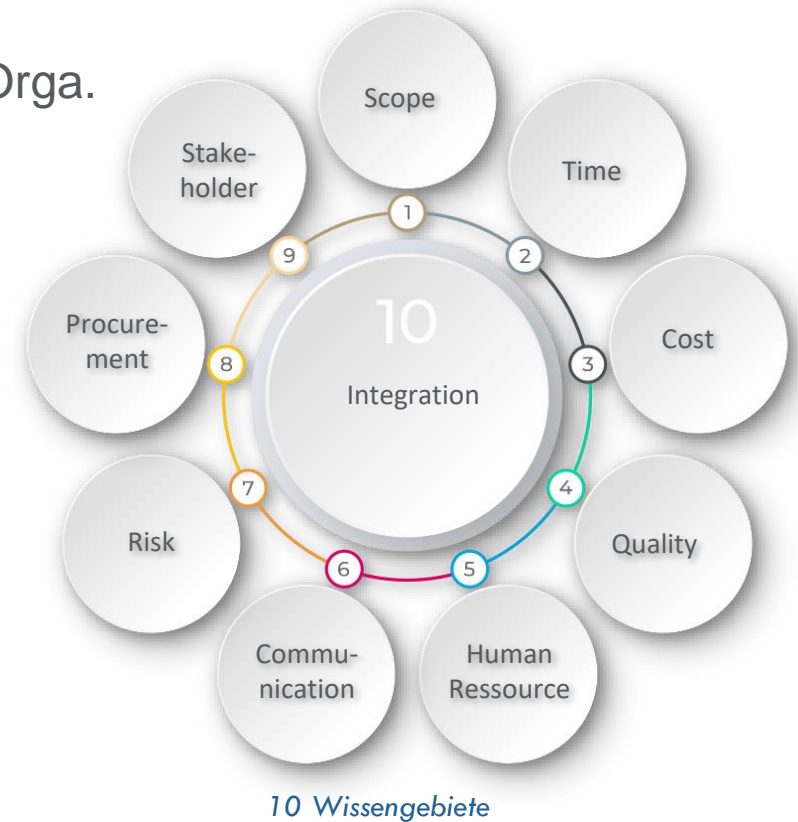 Orga.
Scope
1
Time
2
Cost
3
Quality
4
Human
Ressource
5
Commu-
nication
6
Risk
7
Procure-
ment
8
Stake-
holder
9
10
Integration
10 Wissengebiete